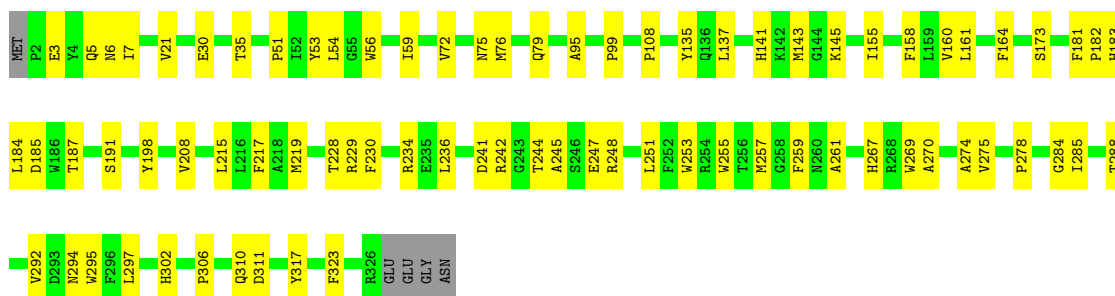 MET P2 E3 Y4 Q5 N6 I7 V21 E30 T35 P51 I52 Y53 L54 G55 W56 I59 V72 N75 M76 Q79 A95 P99 P108 Y135 Q136 L137 H141 K142 M143 G144 K145 I155 F158 L159 V160 L161 F164 S173 F181 P182 H183
L184 D185 W186 T187 S191 Y198 V208 L215 L216 F217 A218 M219 T228 R229 F230 R234 E235 L236 D241 R242 G243 T244 A245 S246 E247 R248 L251 F252 W253 R254 W255 T256 M257 G258 F259 N260 A261 H267 R268 W269 A270 A274 V275 P278 G284 I285
V292 D293 N294 W295 F296 L297 H302 P306 Q310 D311 Y317 F323 R326 GLU GLU GLY ASN